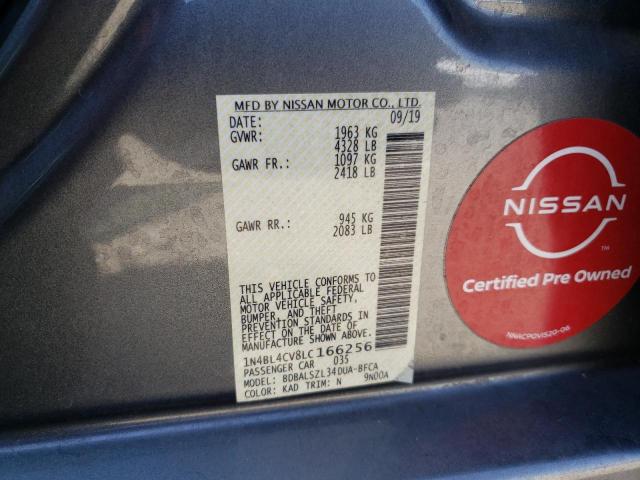 MFD BY NISSAN MOTOR CO., LTD.
DATE: 09/19
GVWR: 1963 KG
4328 LB
GAWR FR.: 1097 KG
2418 LB
GAWR RR.: 945 KG
2083 LB
THIS VEHICLE CONFORMS TO
ALL APPLICABLE FEDERAL
MOTOR VEHICLE SAFETY,
BUMPER, AND THEFT
PREVENTION STANDARDS IN
EFFECT ON THE DATE OF
MANUFACTURE SHOWN ABOVE.
1N4BL4CV8LC166256
PASSENGER CAR 035
MODEL: BDBALSZL34DUA-BFCA
COLOR: KAD TRIM: N 9N00A
NISSAN
TM
Certified Pre Owned
NNACPOVIS20-06